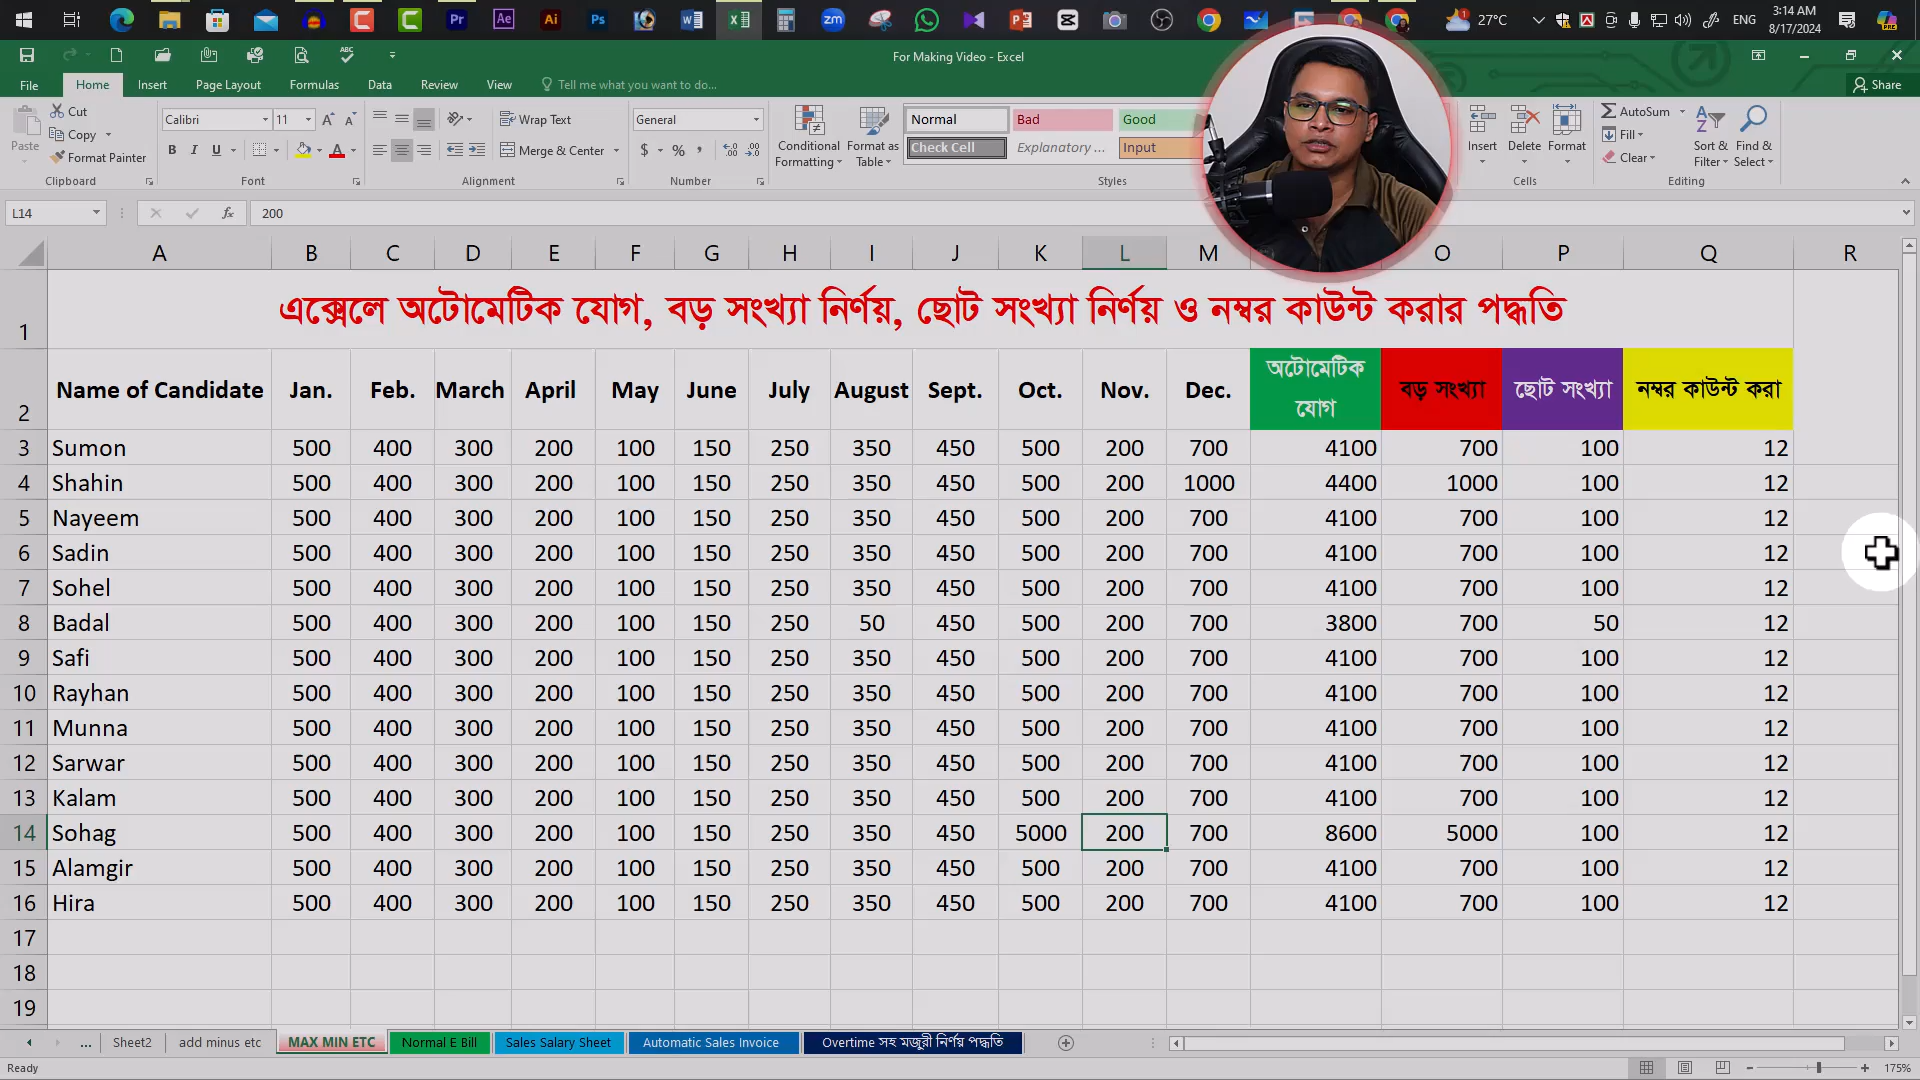 27°C
ENG
3:14 AM
8/17/2024
For Making Video - Excel
File Home Insert Page Layout Formulas Data Review View Tell me what you want to do... Share
Paste
Cut
Copy
Format Painter
Clipboard
Calibri 11
B I U
Font
Wrap Text
Merge & Center
Alignment
General
$ % ,
Number
Conditional Formatting
Format as Table
Normal Bad Good
Check Cell Explanatory ... Input
Styles
Insert Delete Format
Cells
AutoSum
Fill
Clear
Sort & Filter
Find & Select
Editing
L14 fx 200
A B C D E F G H I J K L M O P Q R
1 এক্সেলে অটোমেটিক যোগ, বড় সংখ্যা নির্ণয়, ছোট সংখ্যা নির্ণয় ও নম্বর কাউন্ট করার পদ্ধতি
2 Name of Candidate Jan. Feb. March April May June July August Sept. Oct. Nov. Dec. অটোমেটিক যোগ বড় সংখ্যা ছোট সংখ্যা নম্বর কাউন্ট করা
3 Sumon 500 400 300 200 100 150 250 350 450 500 200 700 4100 700 100 12
4 Shahin 500 400 300 200 100 150 250 350 450 500 200 1000 4400 1000 100 12
5 Nayeem 500 400 300 200 100 150 250 350 450 500 200 700 4100 700 100 12
6 Sadin 500 400 300 200 100 150 250 350 450 500 200 700 4100 700 100 12
7 Sohel 500 400 300 200 100 150 250 350 450 500 200 700 4100 700 100 12
8 Badal 500 400 300 200 100 150 250 50 450 500 200 700 3800 700 50 12
9 Safi 500 400 300 200 100 150 250 350 450 500 200 700 4100 700 100 12
10 Rayhan 500 400 300 200 100 150 250 350 450 500 200 700 4100 700 100 12
11 Munna 500 400 300 200 100 150 250 350 450 500 200 700 4100 700 100 12
12 Sarwar 500 400 300 200 100 150 250 350 450 500 200 700 4100 700 100 12
13 Kalam 500 400 300 200 100 150 250 350 450 500 200 700 4100 700 100 12
14 Sohag 500 400 300 200 100 150 250 350 450 5000 200 700 8600 5000 100 12
15 Alamgir 500 400 300 200 100 150 250 350 450 500 200 700 4100 700 100 12
16 Hira 500 400 300 200 100 150 250 350 450 500 200 700 4100 700 100 12
17
18
19
... Sheet2 add minus etc MAX MIN ETC Normal E Bill Sales Salary Sheet Automatic Sales Invoice Overtime সহ মজুরী নির্ণয় পদ্ধতি
Ready 175%